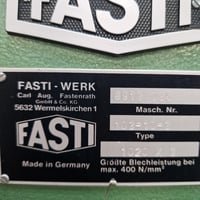 FASTI
FASTI-WERK
Carl Aug. Fastenrath
GmbH & Co. KG
5632 Wermelskirchen 1
FASTI
Made in Germany
Masch. Nr.
Type
Größte Blechleistung bei
max. 400 N/mm²